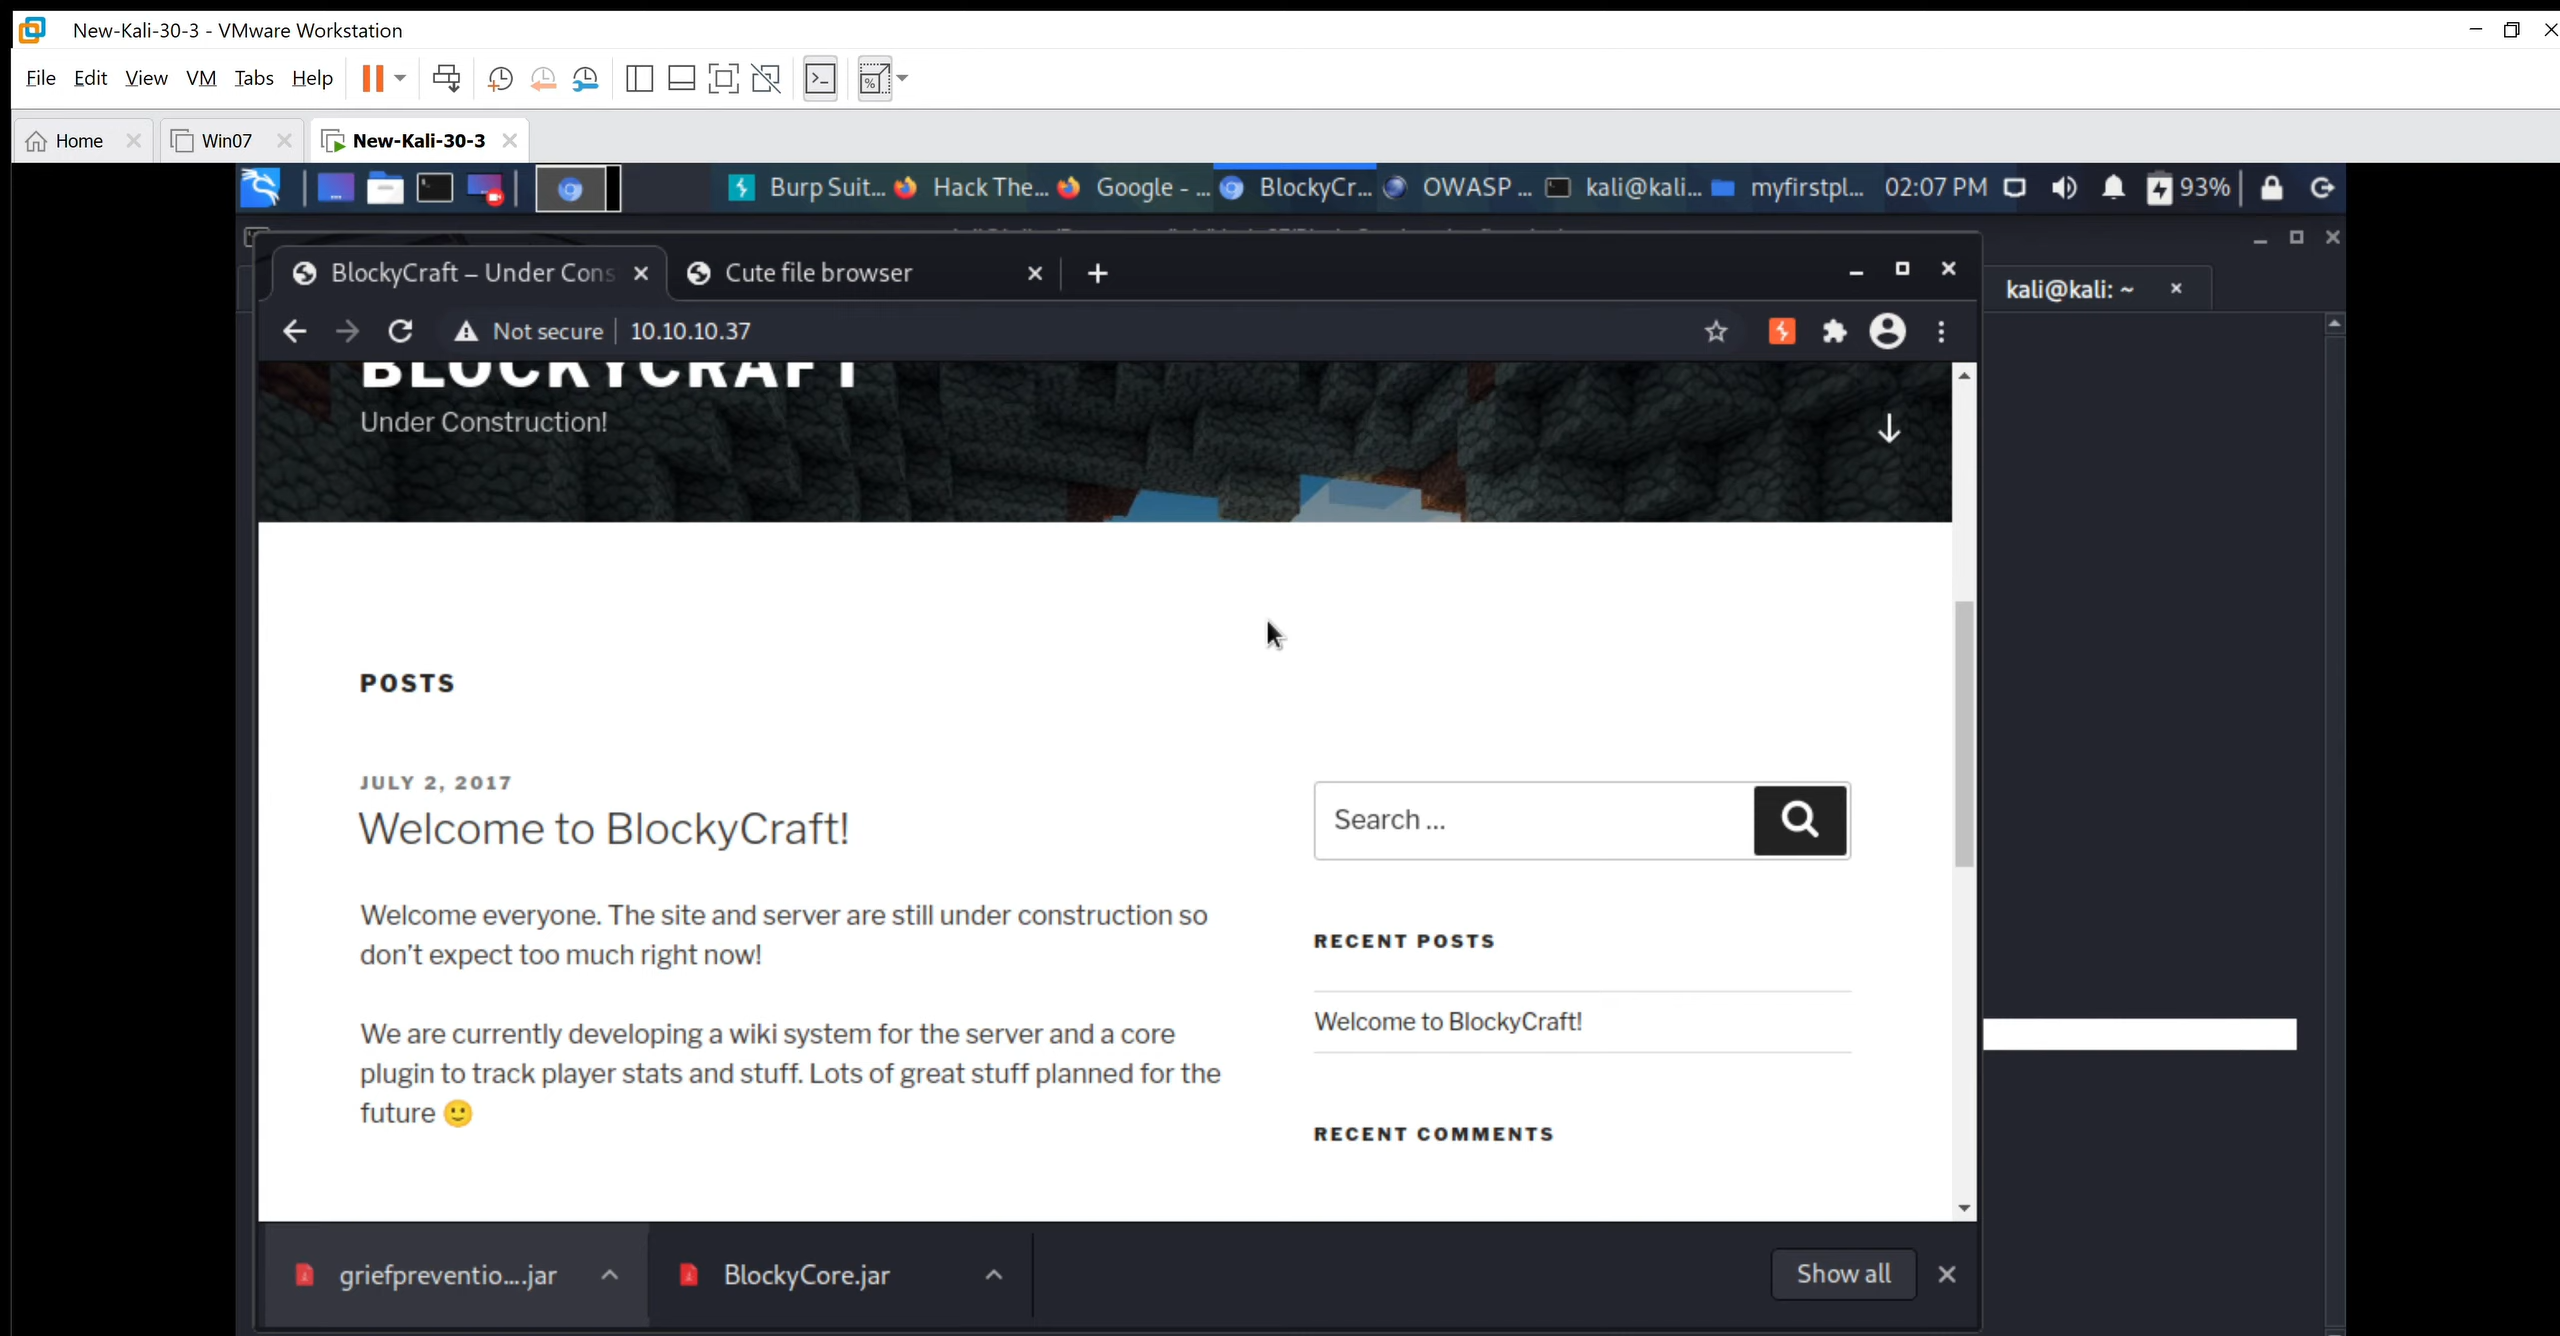 New-Kali-30-3 - VMware Workstation
File Edit View VM Tabs Help
Home
Win07
New-Kali-30-3
Burp Suit... Hack The... Google - ... BlockyCr... OWASP ... kali@kali... myfirstpl... 02:07 PM 93%
BlockyCraft – Under Cons
Cute file browser
kali@kali: ~
Not secure 10.10.10.37
BLOCKYCRAFT
Under Construction!
POSTS
JULY 2, 2017
Welcome to BlockyCraft!
Welcome everyone. The site and server are still under construction so
don't expect too much right now!
We are currently developing a wiki system for the server and a core
plugin to track player stats and stuff. Lots of great stuff planned for the
future 🙂
Search ...
RECENT POSTS
Welcome to BlockyCraft!
RECENT COMMENTS
griefpreventio....jar
BlockyCore.jar
Show all